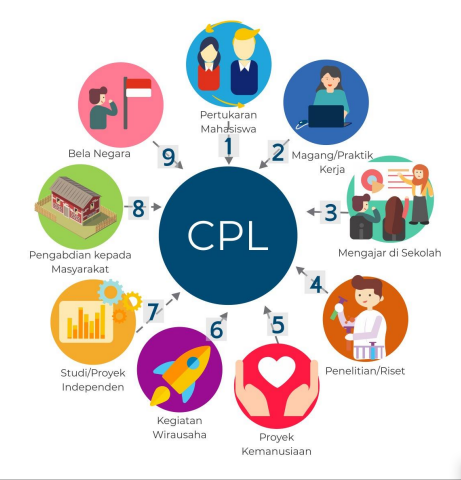 Pertukaran
Mahasiswa
1
2
Magang/Praktik
Kerja
3
Mengajar di Sekolah
4
Penelitian/Riset
5
Proyek
Kemanusiaan
6
Kegiatan
Wirausaha
7
Studi/Proyek
Independen
8
Pengabdian kepada
Masyarakat
9
Bela Negara
CPL